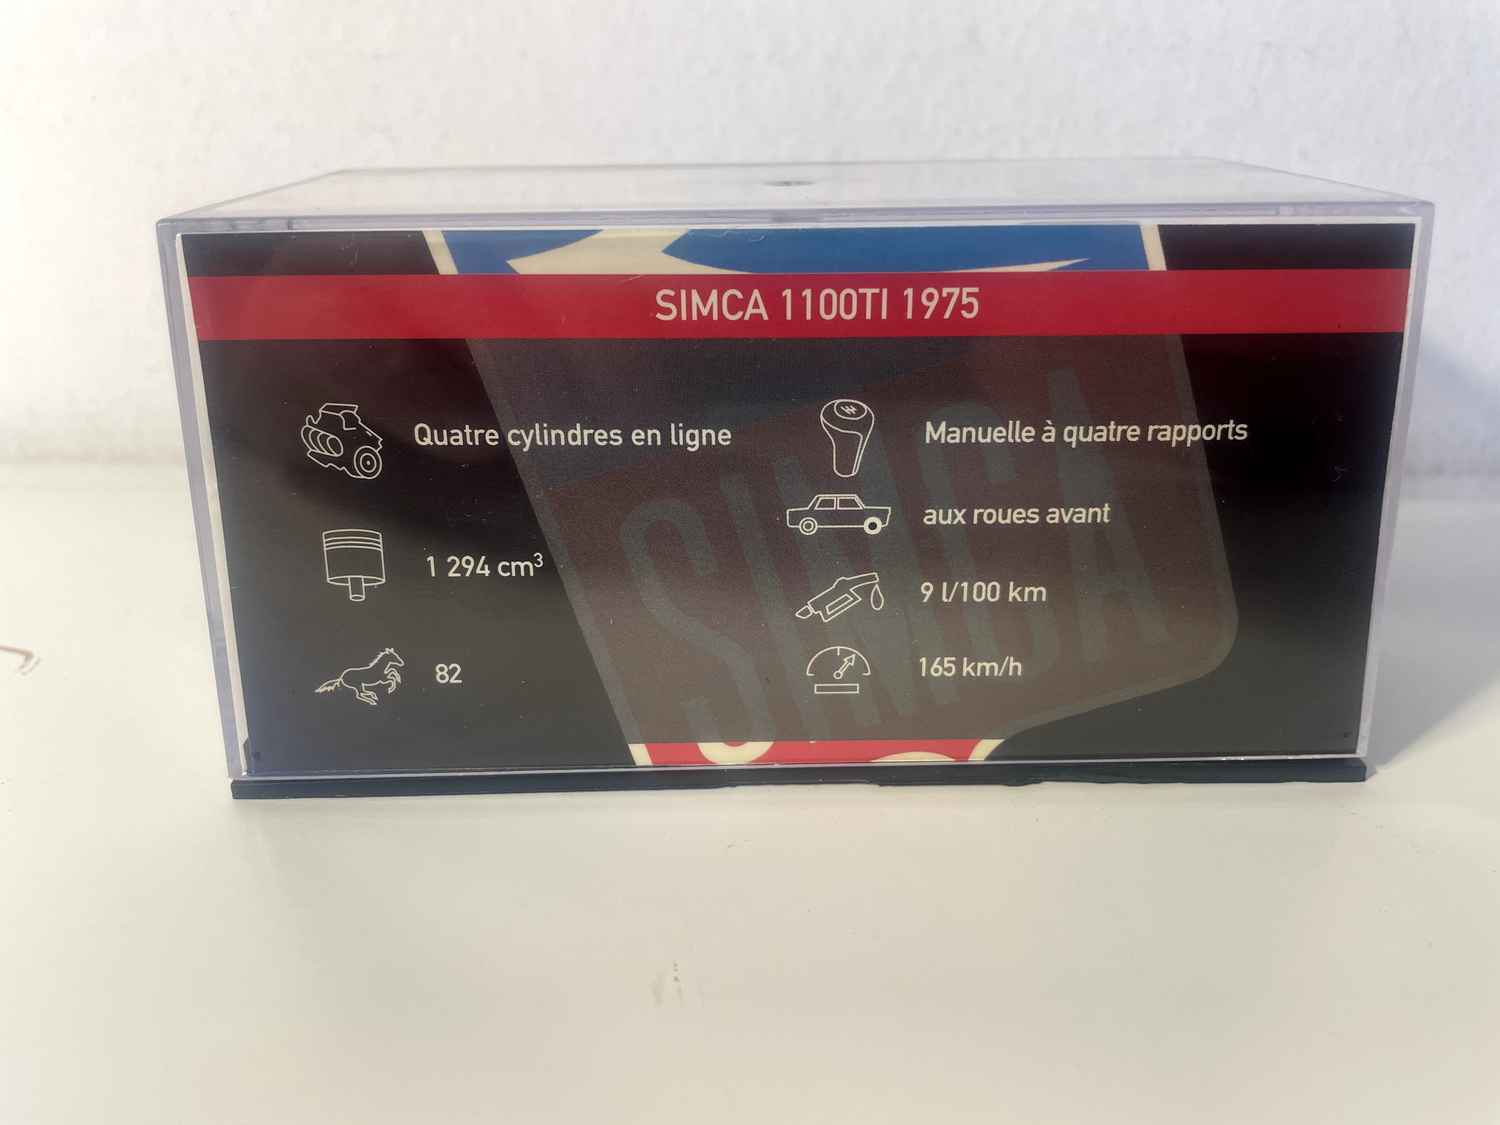 SIMCA 1100TI 1975
Quatre cylindres en ligne
1 294 cm³
82
Manuelle à quatre rapports
aux roues avant
9 l/100 km
165 km/h
SIMCA